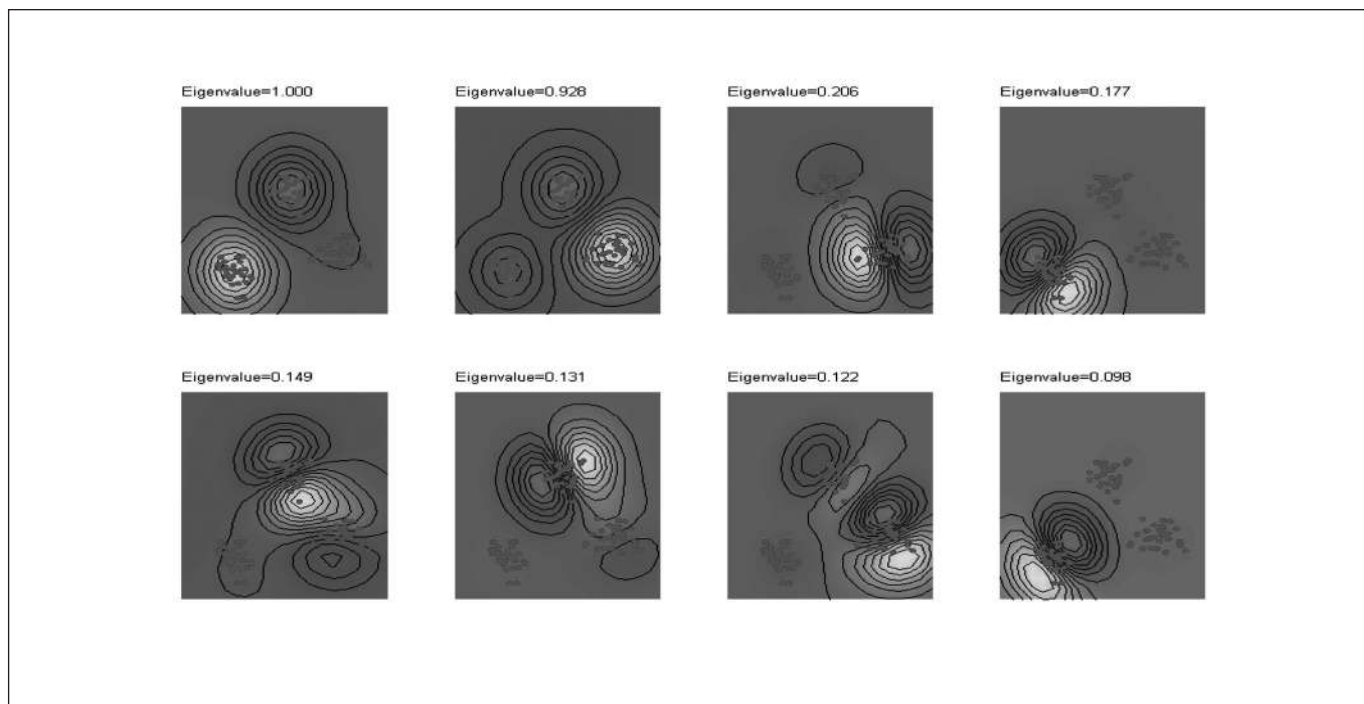 Eigenvalue=1.000
Eigenvalue=0.928
Eigenvalue=0.206
Eigenvalue=0.177
Eigenvalue=0.149
Eigenvalue=0.131
Eigenvalue=0.122
Eigenvalue=0.098